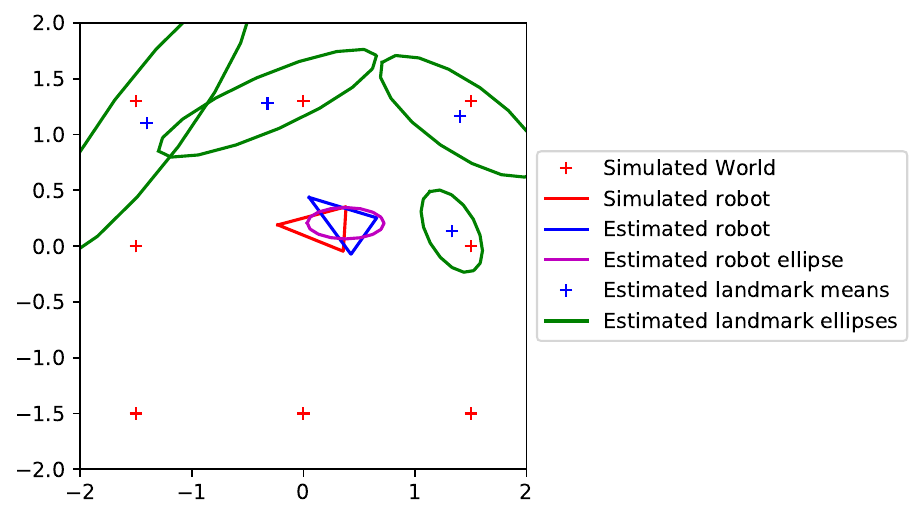 2.0
1.5
1.0
0.5
0.0
−0.5
−1.0
−1.5
−2.0
−2
−1
0
1
2
Simulated World
Simulated robot
Estimated robot
Estimated robot ellipse
Estimated landmark means
Estimated landmark ellipses